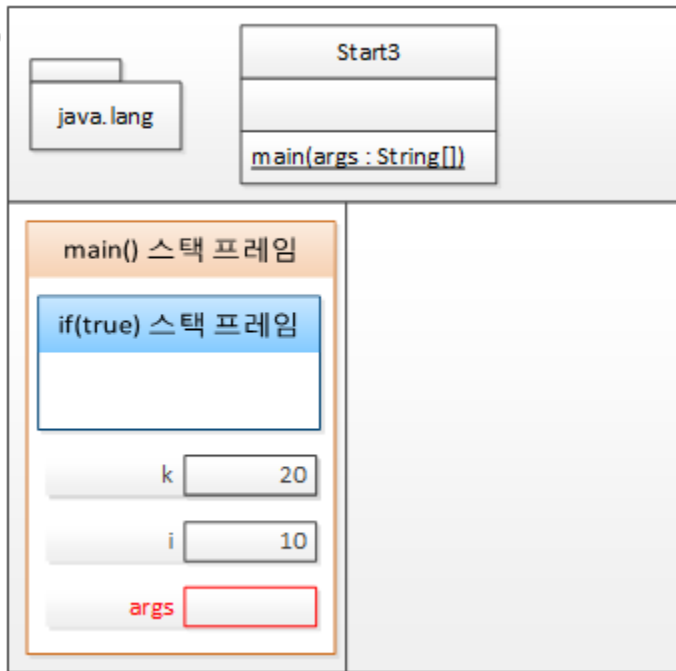 java.lang
Start3
main(args : String[])
main() 스택 프레임
if(true) 스택 프레임
k 20
i 10
args